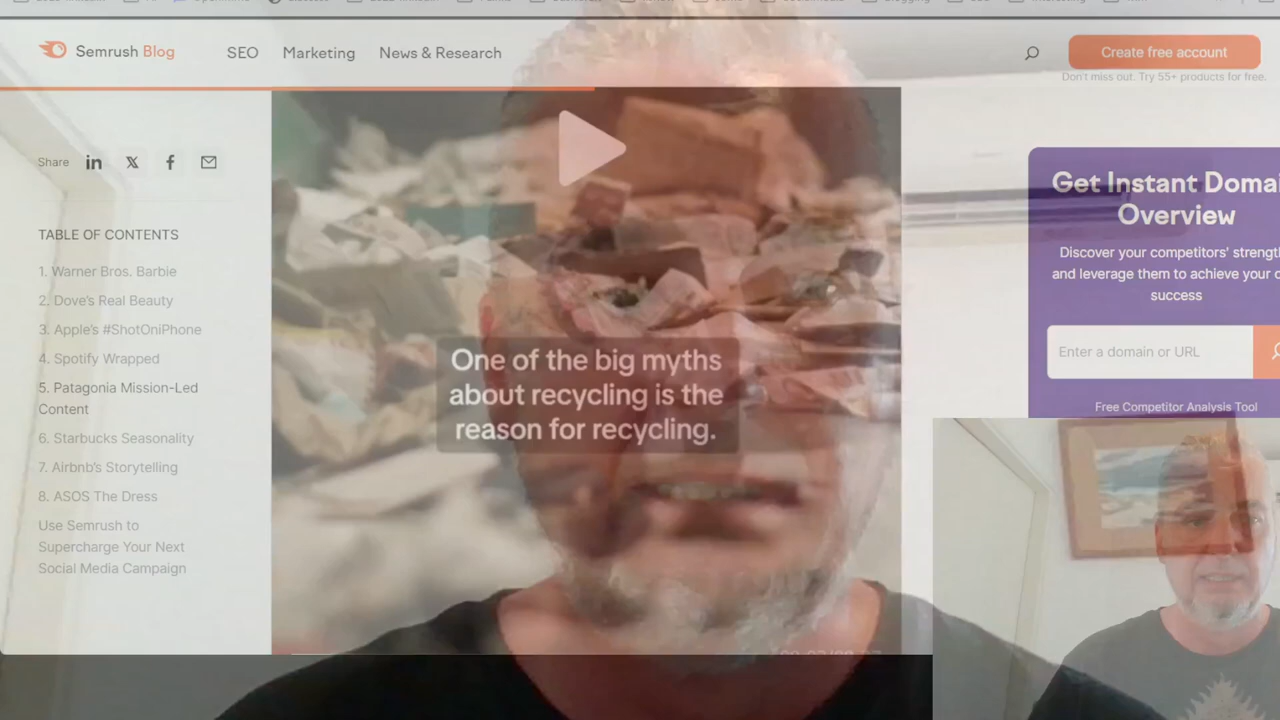 Semrush Blog
SEO
Marketing
News & Research
Create free account
Don't miss out. Try 55+ products for free.
Share
TABLE OF CONTENTS
1. Warner Bros. Barbie
2. Dove's Real Beauty
3. Apple's #ShotOniPhone
4. Spotify Wrapped
5. Patagonia Mission-Led
Content
6. Starbucks Seasonality
7. Airbnb's Storytelling
8. ASOS The Dress
Use Semrush to
Supercharge Your Next
Social Media Campaign
One of the big myths
about recycling is the
reason for recycling.
Get Instant Domai
Overview
Discover your competitors' strengt
and leverage them to achieve your o
success
Enter a domain or URL
Free Competitor Analysis Tool